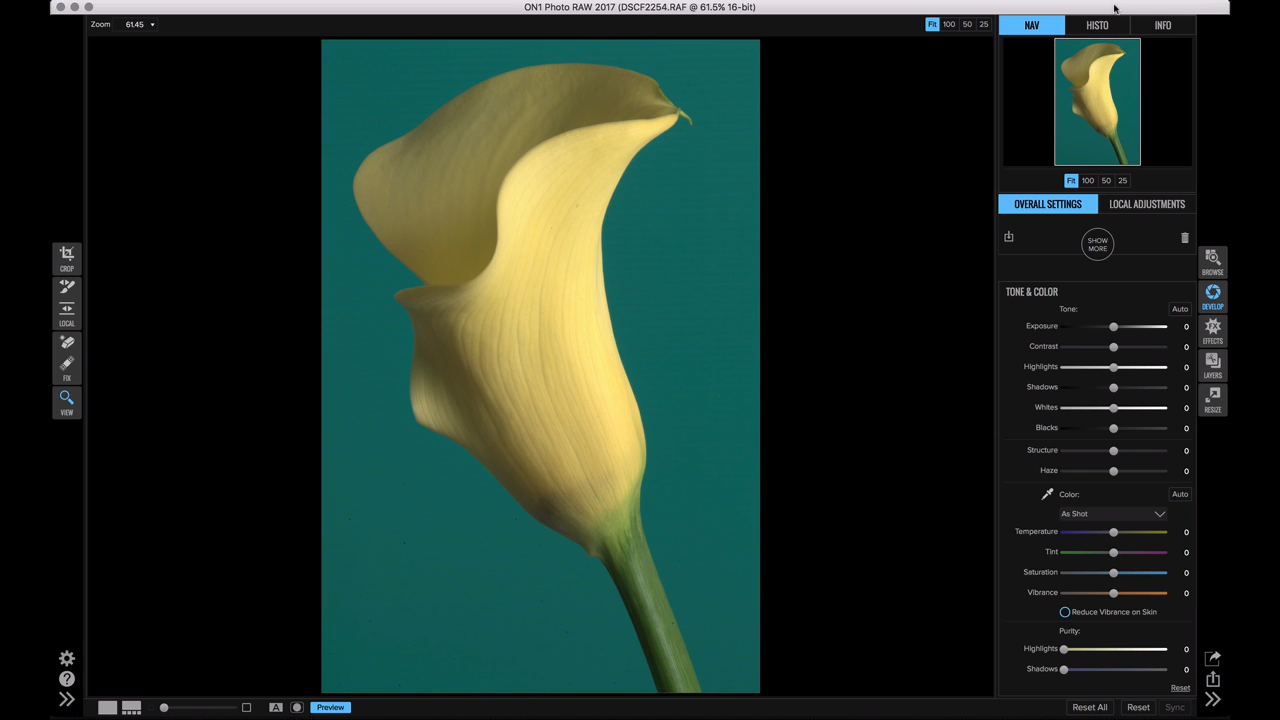 ON1 Photo RAW 2017 (DSCF2254.RAF @ 61.5% 16-bit)
Zoom 61.45
Fit 100 50 25
NAV HISTO INFO
Fit 100 50 25
OVERALL SETTINGS LOCAL ADJUSTMENTS
SHOW
MORE
CROP
LOCAL
FIX
VIEW
BROWSE
DEVELOP
EFFECTS
LAYERS
RESIZE
TONE & COLOR
Tone: Auto
Exposure 0
Contrast 0
Highlights 0
Shadows 0
Whites 0
Blacks 0
Structure 0
Haze 0
Color: Auto
As Shot
Temperature 0
Tint 0
Saturation 0
Vibrance 0
Reduce Vibrance on Skin
Purity:
Highlights 0
Shadows 0
Reset
A Preview
Reset All Reset Sync